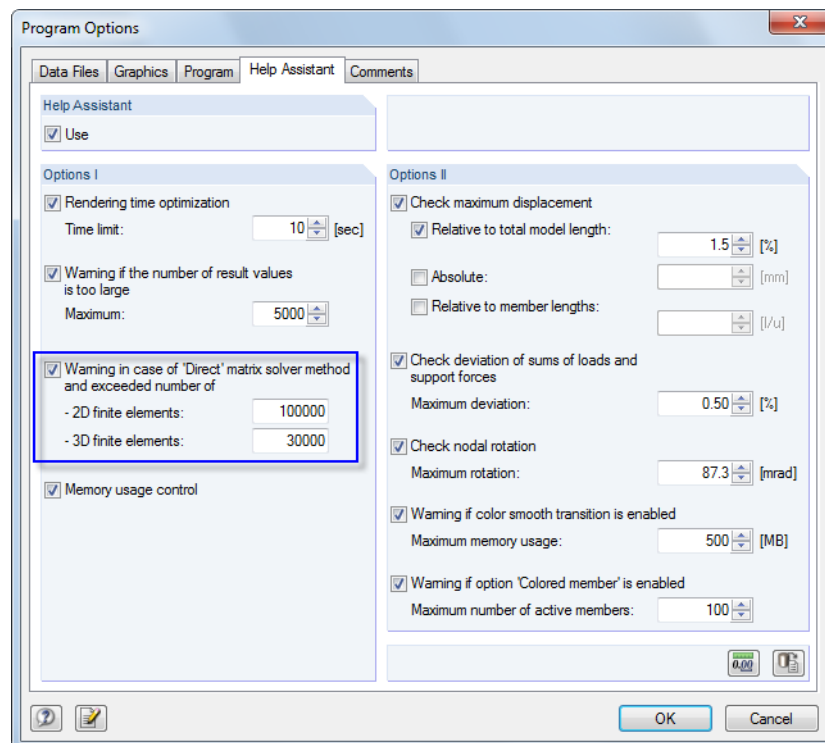 Program Options
Data Files Graphics Program Help Assistant Comments
Help Assistant
Use
Options I
Rendering time optimization
Time limit: 10 [sec]
Warning if the number of result values
is too large
Maximum: 5000
Warning in case of 'Direct' matrix solver method
and exceeded number of
- 2D finite elements: 100000
- 3D finite elements: 30000
Memory usage control
Options II
Check maximum displacement
Relative to total model length:
1.5 [%]
Absolute: [mm]
Relative to member lengths:
[l/u]
Check deviation of sums of loads and
support forces
Maximum deviation: 0.50 [%]
Check nodal rotation
Maximum rotation: 87.3 [mrad]
Warning if color smooth transition is enabled
Maximum memory usage: 500 [MB]
Warning if option 'Colored member' is enabled
Maximum number of active members: 100
0.00
OK Cancel